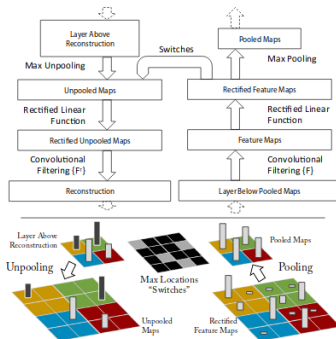 Layer Above
Reconstruction
Switches
Pooled Maps
Max Unpooling
Max Pooling
Unpooled Maps
Rectified Feature Maps
Rectified Linear
Function
Rectified Linear
Function
Rectified Unpooled Maps
Feature Maps
Convolutional
Filtering {Fᵀ}
Convolutional
Filtering {F}
Reconstruction
Layer Below Pooled Maps
Layer Above
Reconstruction
Pooled Maps
Unpooling
Max Locations
"Switches"
Pooling
Unpooled
Maps
Rectified
Feature Maps